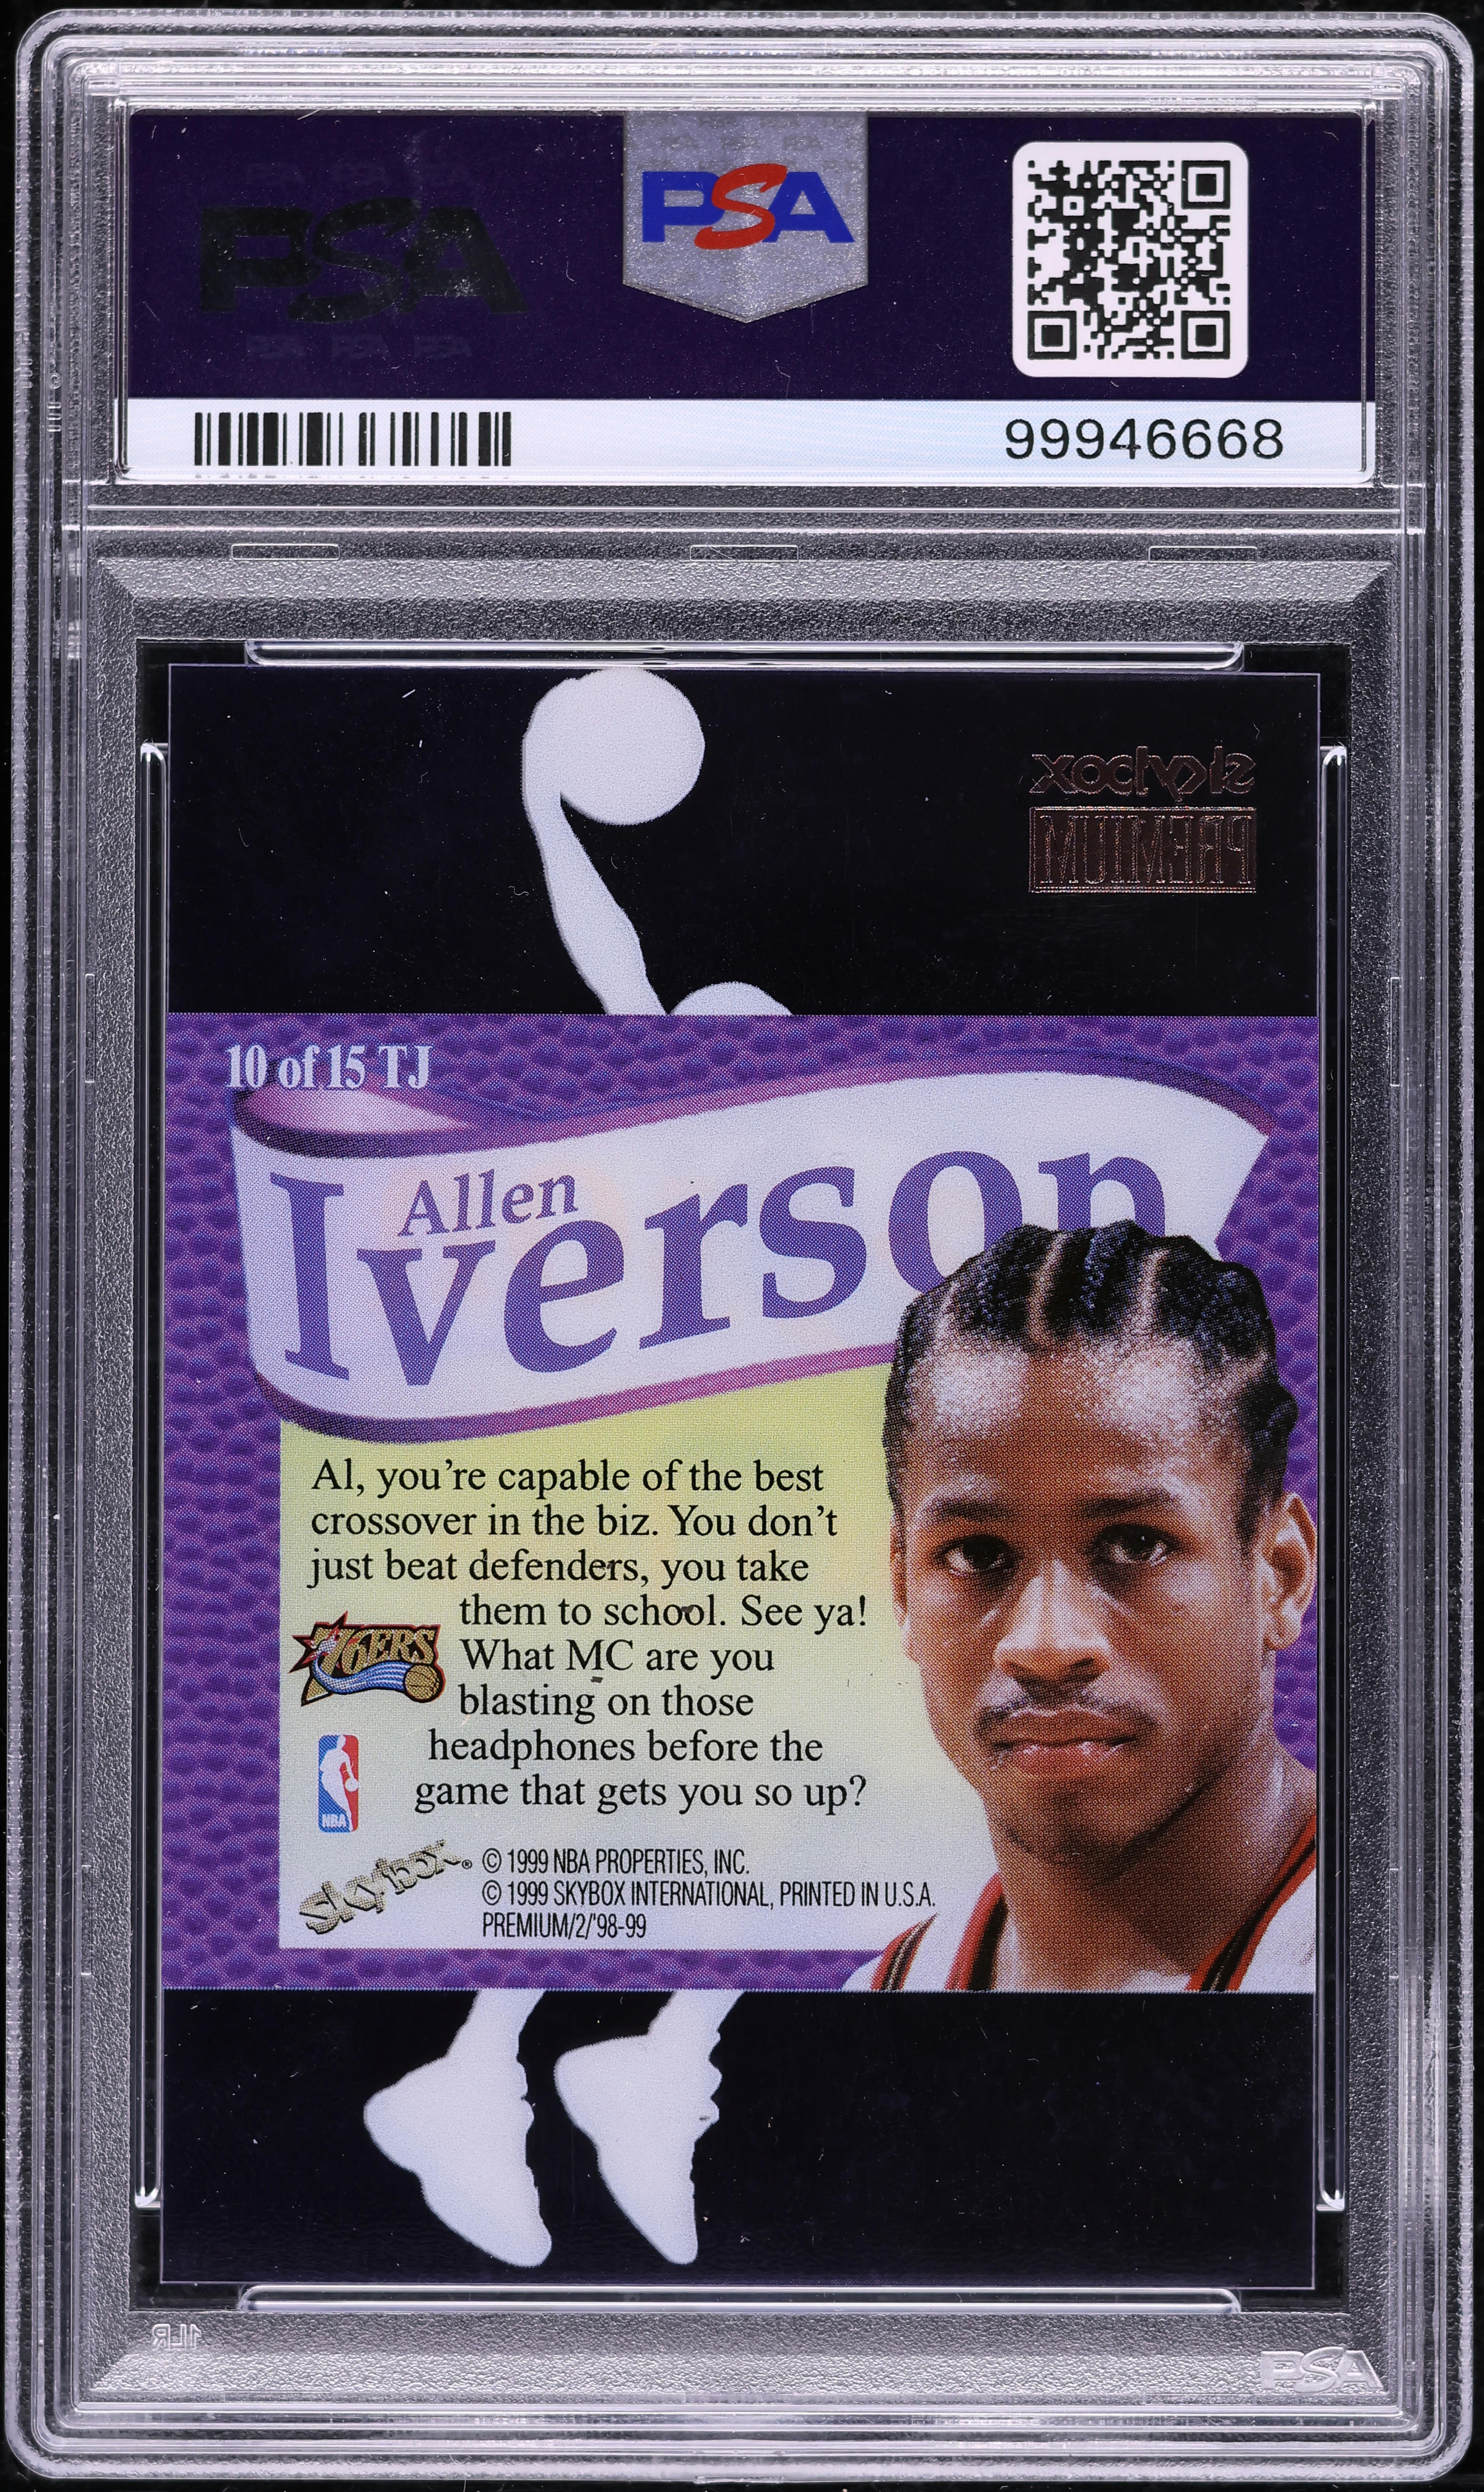 PSA
PSA
99946668
skybox
PREMIUM
10 of 15 TJ
Allen
Iverson
Al, you're capable of the best
crossover in the biz. You don't
just beat defenders, you take
them to school. See ya!
What MC are you
blasting on those
headphones before the
game that gets you so up?
76ERS
NBA
skybox®
© 1999 NBA PROPERTIES, INC.
© 1999 SKYBOX INTERNATIONAL, PRINTED IN U.S.A.
PREMIUM/2/'98-99
1LR
PSA